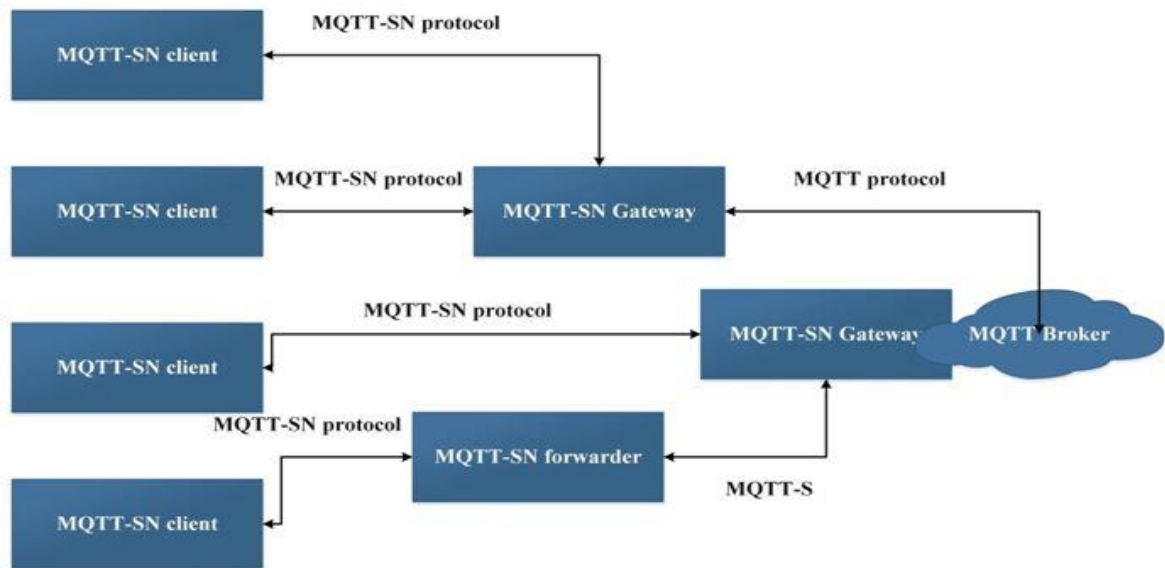 MQTT-SN protocol
MQTT-SN client
MQTT-SN protocol
MQTT protocol
MQTT-SN client
MQTT-SN Gateway
MQTT-SN protocol
MQTT-SN Gateway
MQTT Broker
MQTT-SN client
MQTT-SN protocol
MQTT-SN forwarder
MQTT-S
MQTT-SN client